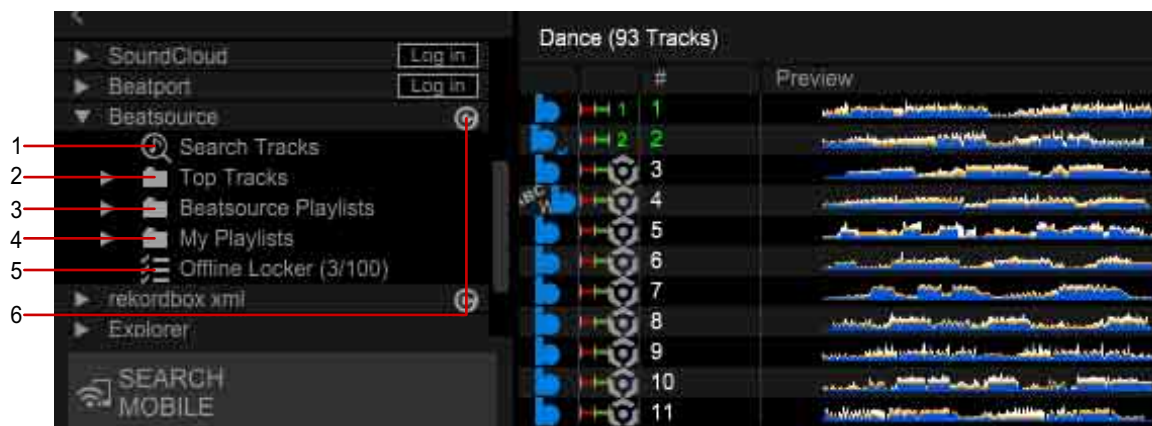 SoundCloud Log in
Beatport Log in
Beatsource
1 Search Tracks
2 Top Tracks
3 Beatsource Playlists
4 My Playlists
5 Offline Locker (3/100)
rekordbox xml
6
Explorer
SEARCH
MOBILE
Dance (93 Tracks)
# Preview
1 1
2 2
3
ABC 4
5
6
7
8
9
10
11